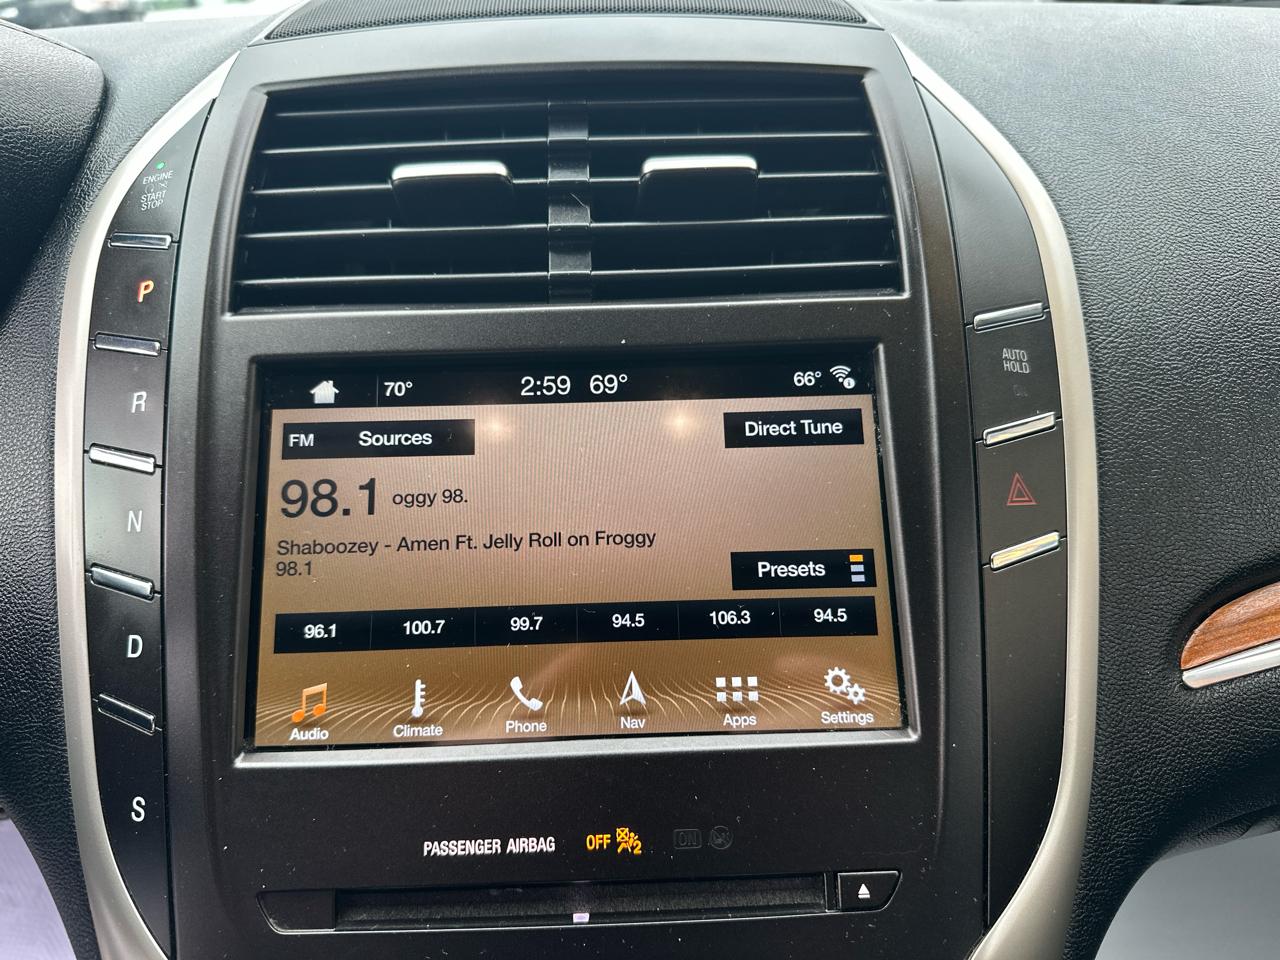 ENGINE
START
STOP
P
R
N
D
S
70° 2:59 69° 66°
FM Sources
Direct Tune
98.1 oggy 98.
Shaboozey - Amen Ft. Jelly Roll on Froggy
98.1
Presets
96.1 100.7 99.7 94.5 106.3 94.5
Audio Climate Phone Nav Apps Settings
PASSENGER AIRBAG OFF 2 ON
AUTO
HOLD